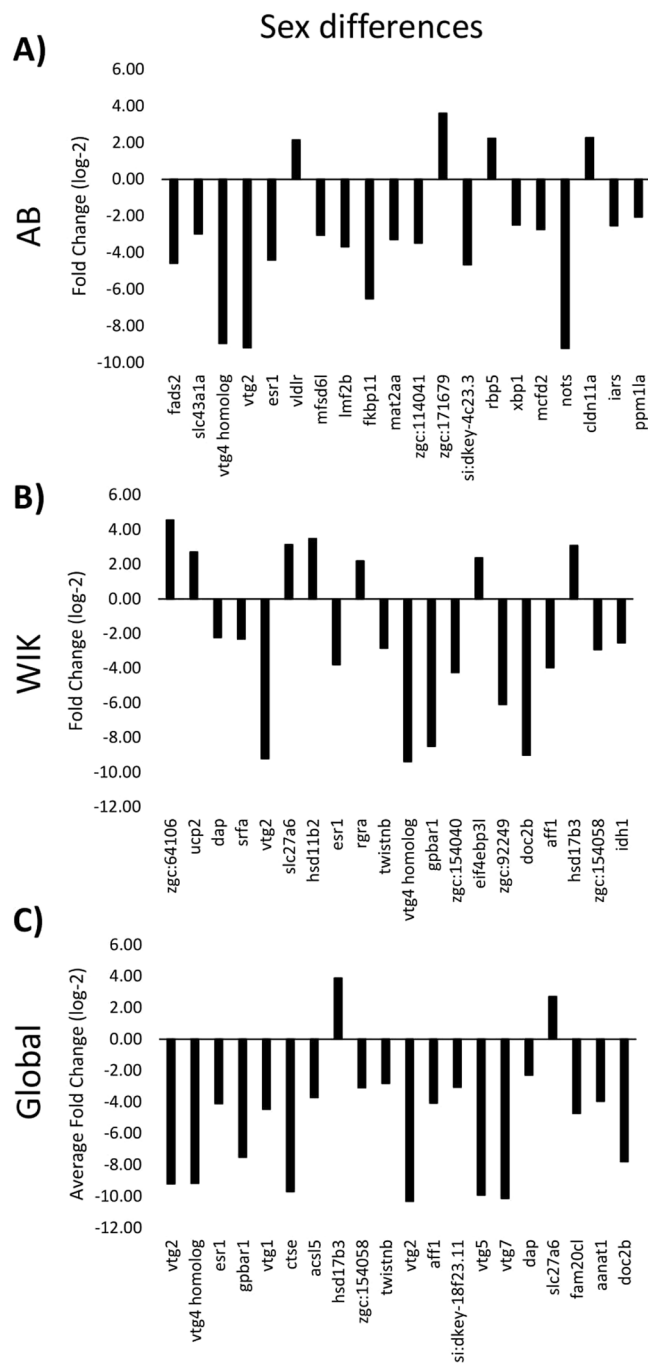 Sex differences
A)
AB
Fold Change (log-2)
6.00
4.00
2.00
0.00
-2.00
-4.00
-6.00
-8.00
-10.00
fads2
slc43a1a
vtg4 homolog
vtg2
esr1
vldlr
mfsd6l
lmf2b
fkbp11
mat2aa
zgc:114041
zgc:171679
si:dkey-4c23.3
rbp5
xbp1
mcfd2
nots
cldn11a
iars
ppm1la
B)
WIK
Fold Change (log-2)
6.00
4.00
2.00
0.00
-2.00
-4.00
-6.00
-8.00
-10.00
-12.00
zgc:64106
ucp2
dap
srfa
vtg2
slc27a6
hsd11b2
esr1
rgra
twistnb
vtg4 homolog
gpbar1
zgc:154040
eif4ebp3l
zgc:92249
doc2b
aff1
hsd17b3
zgc:154058
idh1
C)
Global
Average Fold Change (log-2)
6.00
4.00
2.00
0.00
-2.00
-4.00
-6.00
-8.00
-10.00
-12.00
vtg2
vtg4 homolog
esr1
gpbar1
vtg1
ctse
acsl5
hsd17b3
zgc:154058
twistnb
vtg2
aff1
si:dkey-18f23.11
vtg5
vtg7
dap
slc27a6
fam20cl
aanat1
doc2b